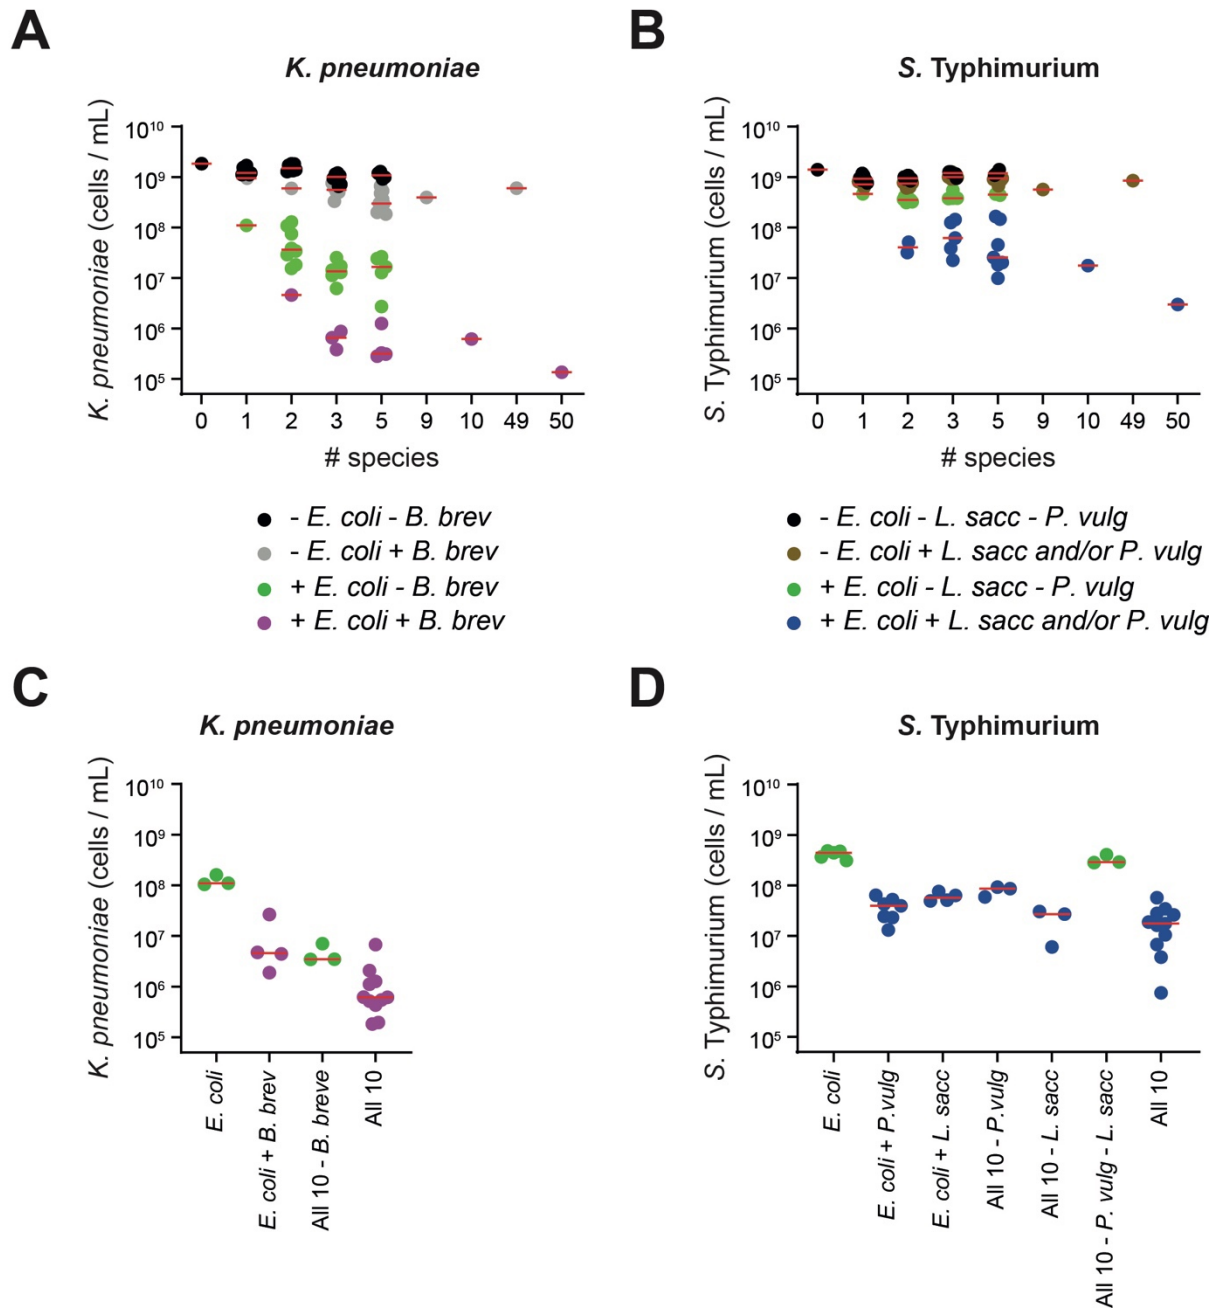 A
K. pneumoniae
K. pneumoniae (cells / mL)
10¹⁰
10⁹
10⁸
10⁷
10⁶
10⁵
0 1 2 3 5 9 10 49 50
# species
- E. coli - B. brev
- E. coli + B. brev
+ E. coli - B. brev
+ E. coli + B. brev
B
S. Typhimurium
S. Typhimurium (cells / mL)
10¹⁰
10⁹
10⁸
10⁷
10⁶
10⁵
0 1 2 3 5 9 10 49 50
# species
- E. coli - L. sacc - P. vulg
- E. coli + L. sacc and/or P. vulg
+ E. coli - L. sacc - P. vulg
+ E. coli + L. sacc and/or P. vulg
C
K. pneumoniae
K. pneumoniae (cells / mL)
10¹⁰
10⁹
10⁸
10⁷
10⁶
10⁵
E. coli
E. coli + B. brev
All 10 - B. breve
All 10
D
S. Typhimurium
S. Typhimurium (cells / mL)
10¹⁰
10⁹
10⁸
10⁷
10⁶
10⁵
E. coli
E. coli + P.vulg
E. coli + L. sacc
All 10 - P.vulg
All 10 - L. sacc
All 10 - P. vulg - L. sacc
All 10